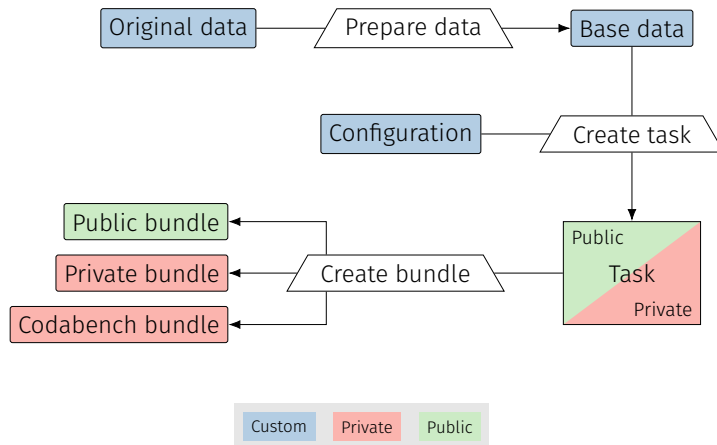 Original data
Prepare data
Base data
Configuration
Create task
Public bundle
Public
Private bundle
Create bundle
Task
Private
Codabench bundle
Custom
Private
Public